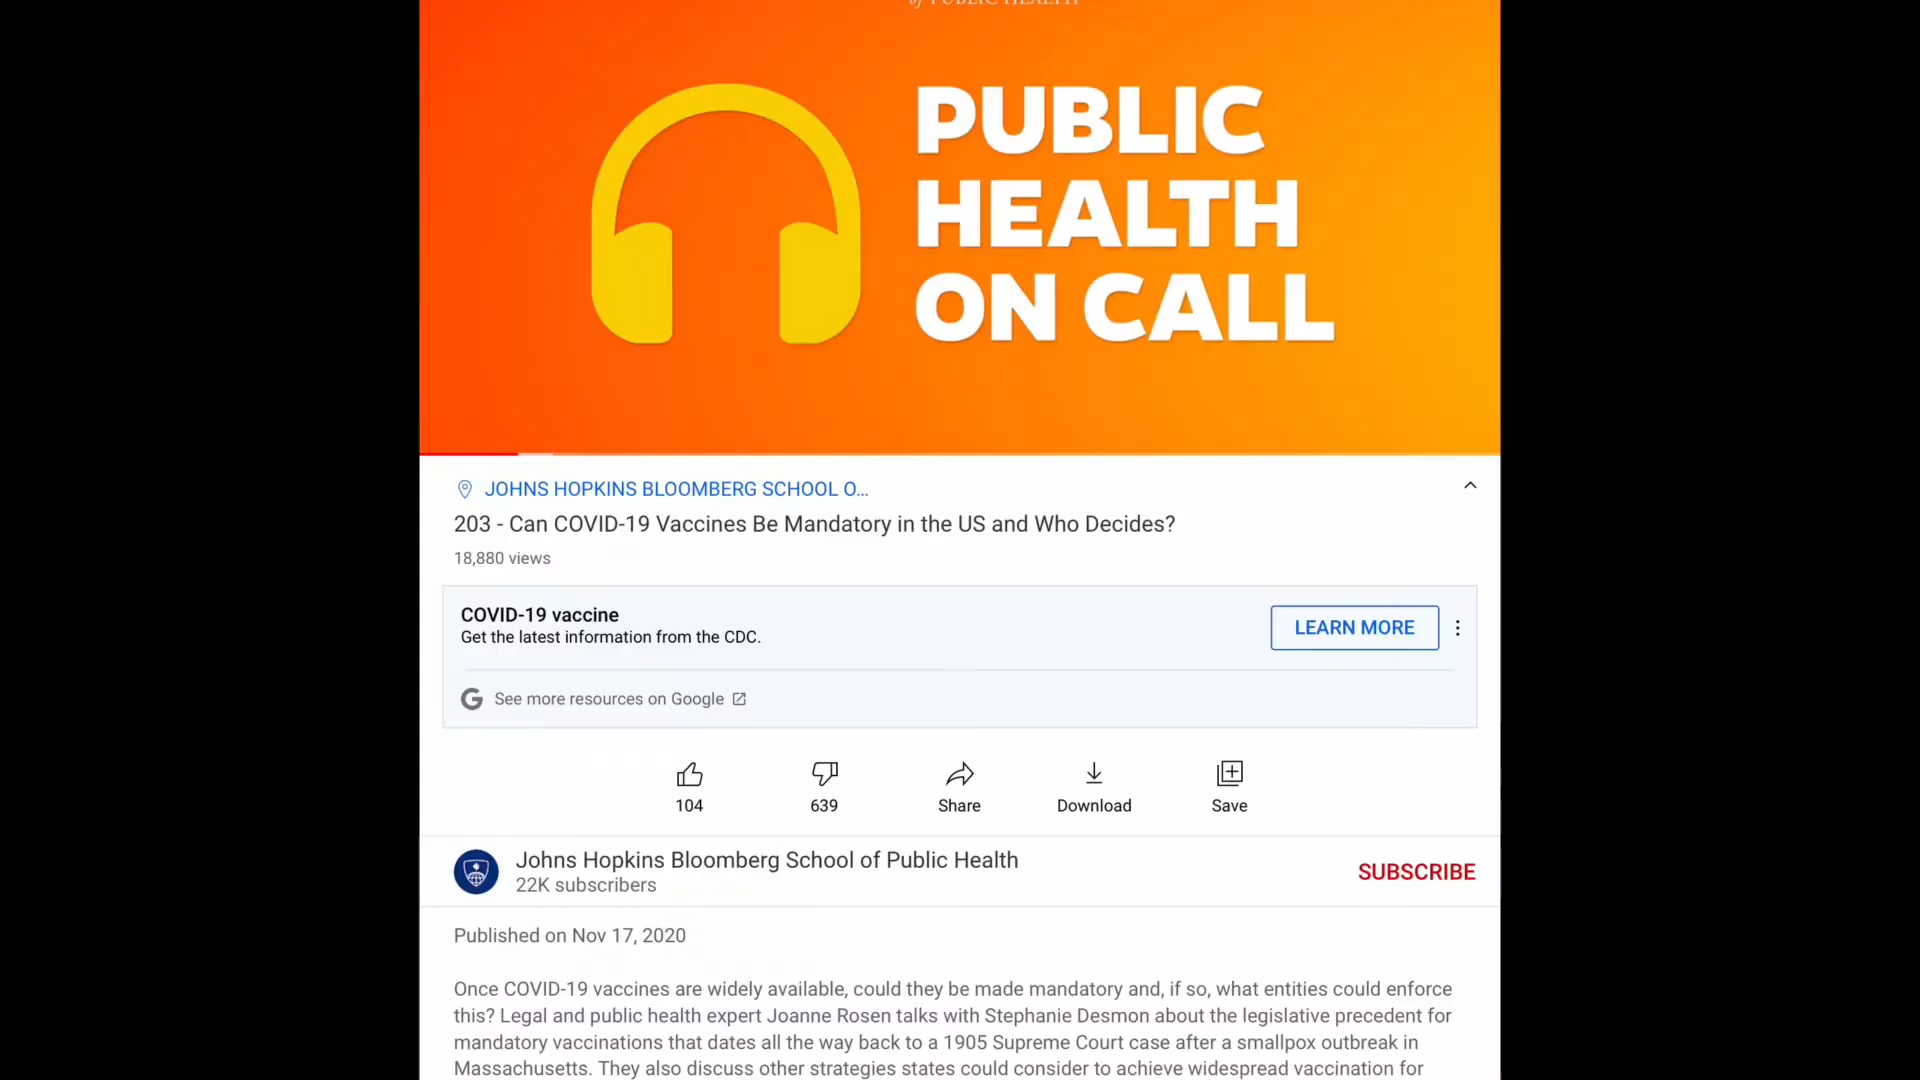 of PUBLIC HEALTH
PUBLIC
HEALTH
ON CALL
JOHNS HOPKINS BLOOMBERG SCHOOL O...
203 - Can COVID-19 Vaccines Be Mandatory in the US and Who Decides?
18,880 views
COVID-19 vaccine
Get the latest information from the CDC.
LEARN MORE
See more resources on Google
104
639
Share
Download
Save
Johns Hopkins Bloomberg School of Public Health
22K subscribers
SUBSCRIBE
Published on Nov 17, 2020
Once COVID-19 vaccines are widely available, could they be made mandatory and, if so, what entities could enforce
this? Legal and public health expert Joanne Rosen talks with Stephanie Desmon about the legislative precedent for
mandatory vaccinations that dates all the way back to a 1905 Supreme Court case after a smallpox outbreak in
Massachusetts. They also discuss other strategies states could consider to achieve widespread vaccination for